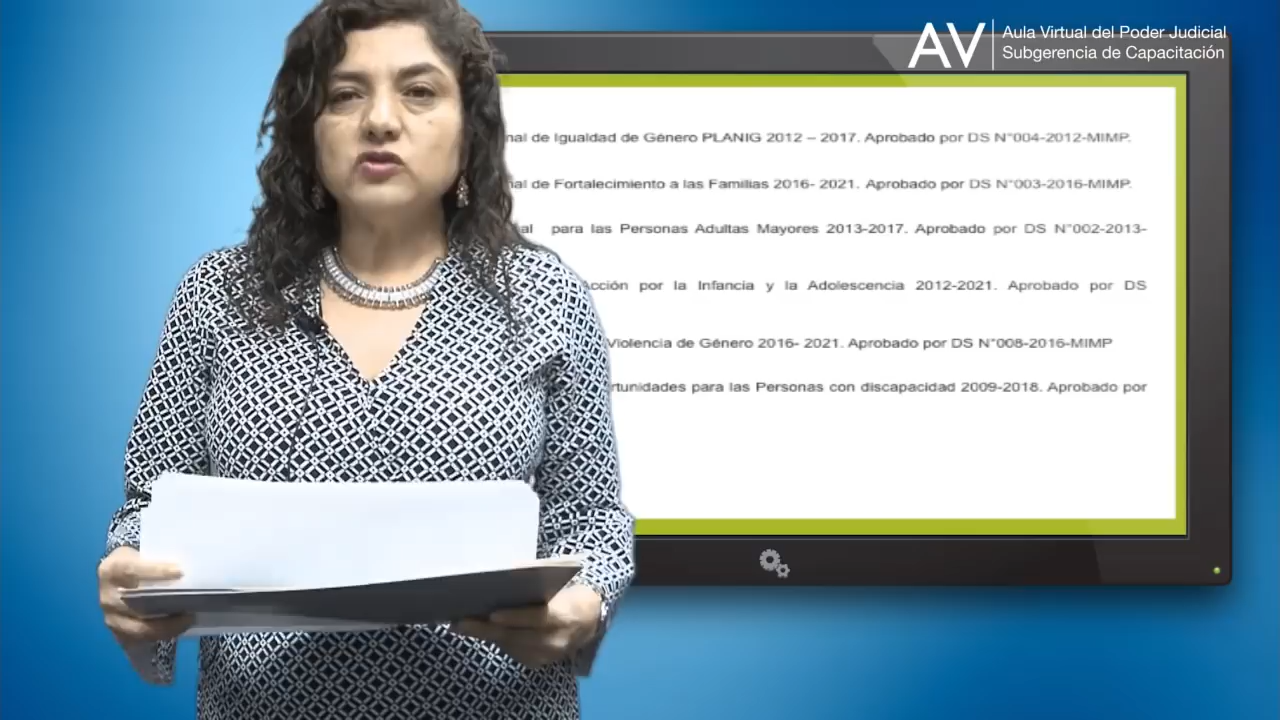 AV
Aula Virtual del Poder Judicial
Subgerencia de Capacitación
de Igualdad de Género PLANIG 2012 – 2017. Aprobado por DS N°004-2012-MIMP.
de Fortalecimiento a las Familias 2016- 2021. Aprobado por DS N°003-2016-MIMP.
para las Personas Adultas Mayores 2013-2017. Aprobado por DS N°002-2013-
Acción por la Infancia y la Adolescencia 2012-2021. Aprobado por DS
Violencia de Género 2016- 2021. Aprobado por DS N°008-2016-MIMP
para las Personas con discapacidad 2009-2018. Aprobado por